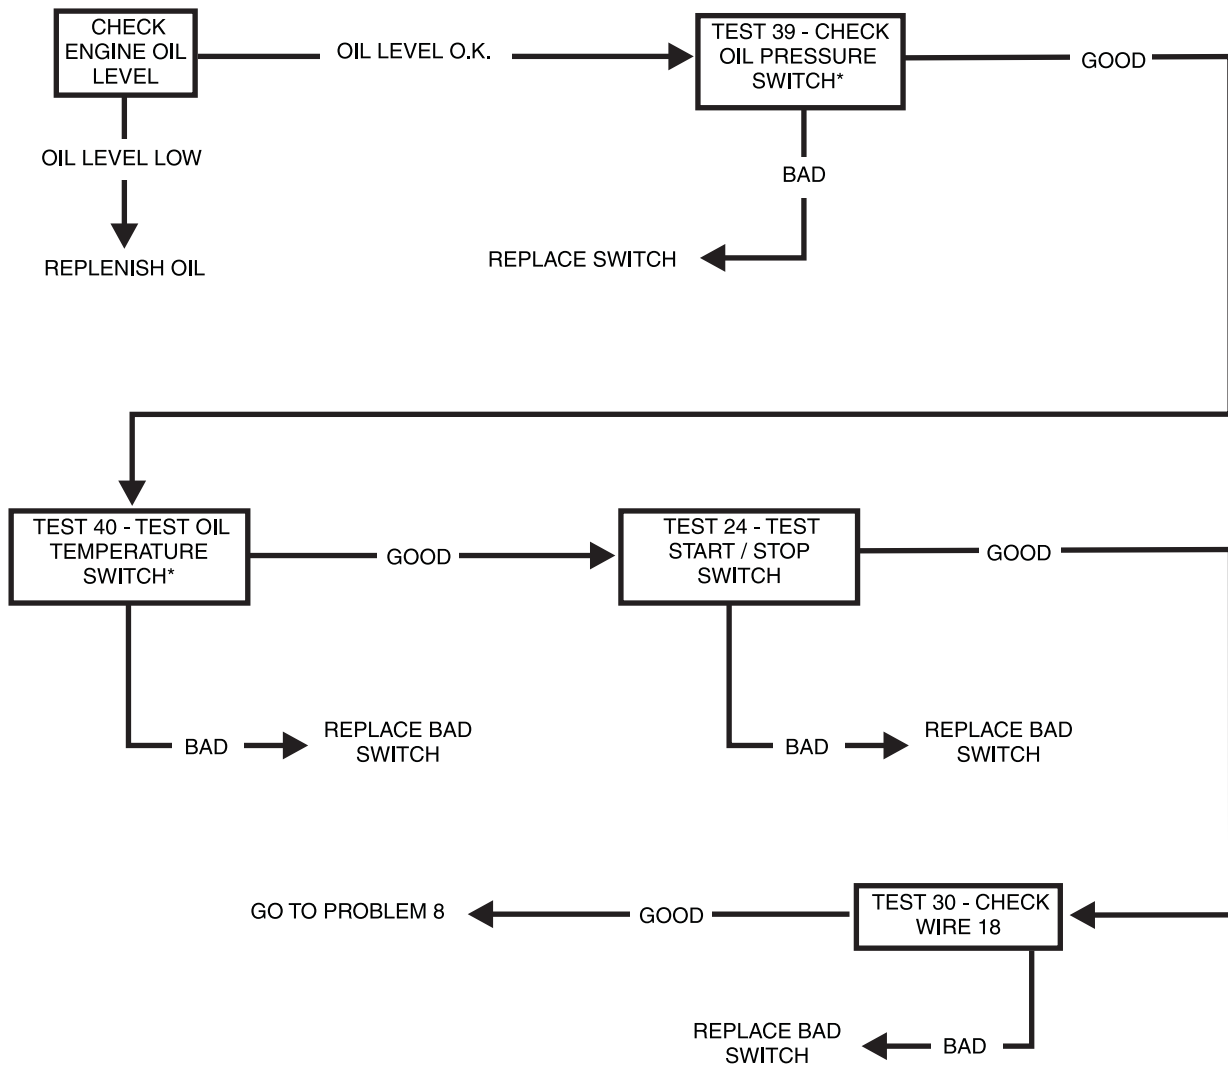 CHECK
ENGINE OIL
LEVEL
OIL LEVEL O.K.
TEST 39 - CHECK
OIL PRESSURE
SWITCH*
GOOD
OIL LEVEL LOW
BAD
REPLENISH OIL
REPLACE SWITCH
TEST 40 - TEST OIL
TEMPERATURE
SWITCH*
GOOD
TEST 24 - TEST
START / STOP
SWITCH
GOOD
BAD
REPLACE BAD
SWITCH
BAD
REPLACE BAD
SWITCH
GO TO PROBLEM 8
GOOD
TEST 30 - CHECK
WIRE 18
REPLACE BAD
SWITCH
BAD